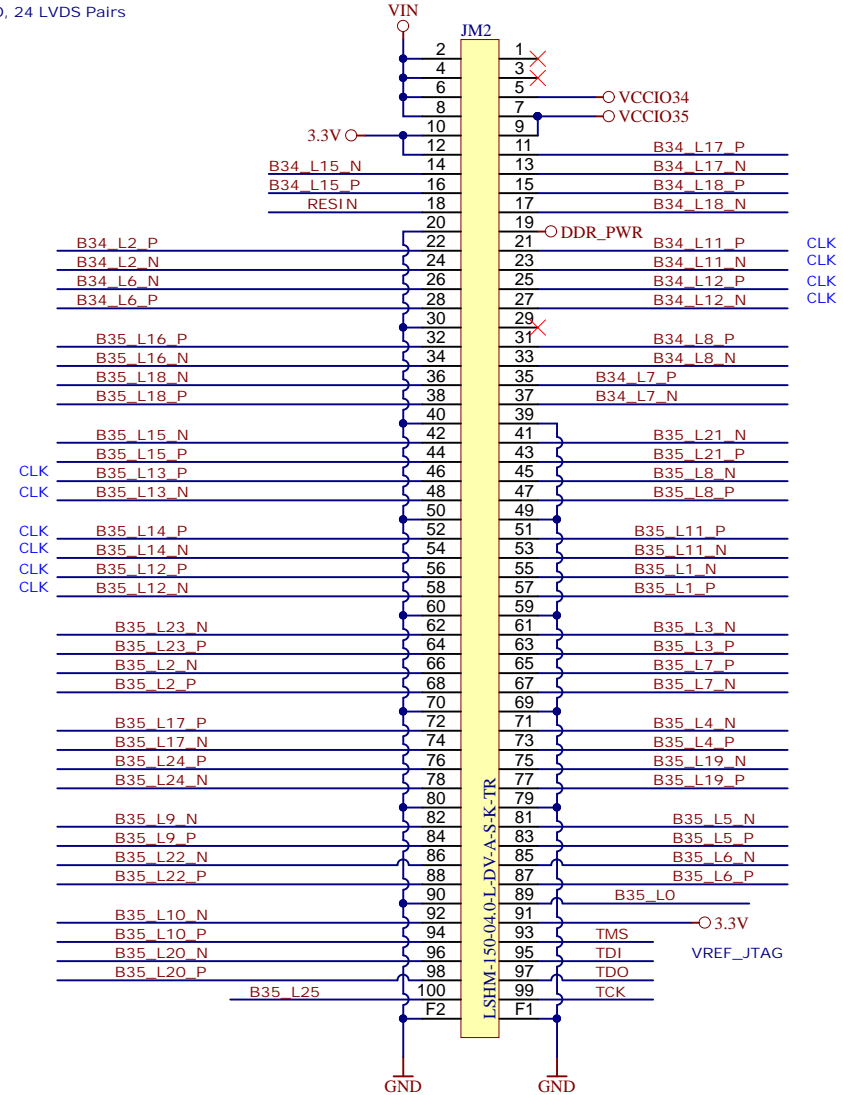 O, 24 LVDS Pairs
VIN
JM2
2 1
4 3
6 5 VCCIO34
8 7 VCCIO35
3.3V 10 9
12 11 B34_L17_P
B34_L15_N 14 13 B34_L17_N
B34_L15_P 16 15 B34_L18_P
RESIN 18 17 B34_L18_N
20 19 DDR_PWR
B34_L2_P 22 21 B34_L11_P CLK
B34_L2_N 24 23 B34_L11_N CLK
B34_L6_N 26 25 B34_L12_P CLK
B34_L6_P 28 27 B34_L12_N CLK
30 29
B35_L16_P 32 31 B34_L8_P
B35_L16_N 34 33 B34_L8_N
B35_L18_N 36 35 B34_L7_P
B35_L18_P 38 37 B34_L7_N
40 39
B35_L15_N 42 41 B35_L21_N
B35_L15_P 44 43 B35_L21_P
CLK B35_L13_P 46 45 B35_L8_N
CLK B35_L13_N 48 47 B35_L8_P
50 49
CLK B35_L14_P 52 51 B35_L11_P
CLK B35_L14_N 54 53 B35_L11_N
CLK B35_L12_P 56 55 B35_L1_N
CLK B35_L12_N 58 57 B35_L1_P
60 59
B35_L23_N 62 61 B35_L3_N
B35_L23_P 64 63 B35_L3_P
B35_L2_N 66 65 B35_L7_P
B35_L2_P 68 67 B35_L7_N
70 69
B35_L17_P 72 71 B35_L4_N
B35_L17_N 74 73 B35_L4_P
B35_L24_P 76 75 B35_L19_N
B35_L24_N 78 77 B35_L19_P
80 79
B35_L9_N 82 81 B35_L5_N
B35_L9_P 84 83 B35_L5_P
B35_L22_N 86 85 B35_L6_N
B35_L22_P 88 87 B35_L6_P
90 89 B35_L0
B35_L10_N 92 91 3.3V
B35_L10_P 94 93 TMS
B35_L20_N 96 95 TDI VREF_JTAG
B35_L20_P 98 97 TDO
B35_L25 100 99 TCK
F2 F1
LSHM-150-04.0-L-DV-A-S-K-TR
GND GND